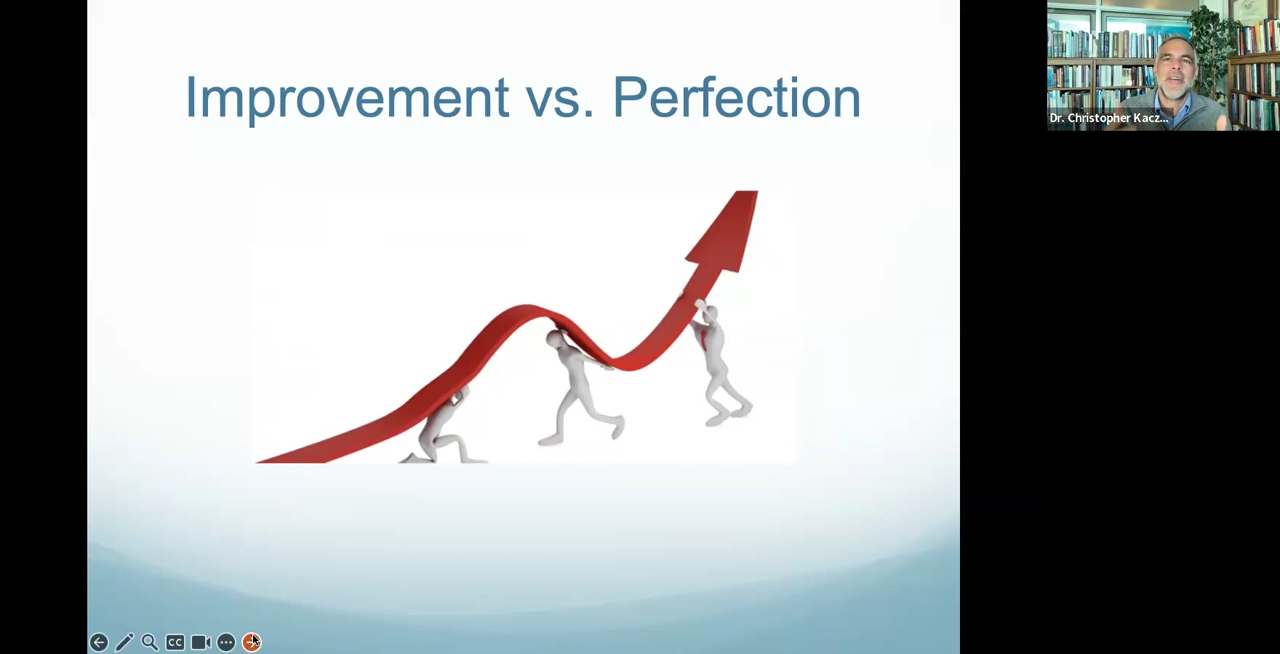 Improvement vs. Perfection
Dr. Christopher Kacz...
CC